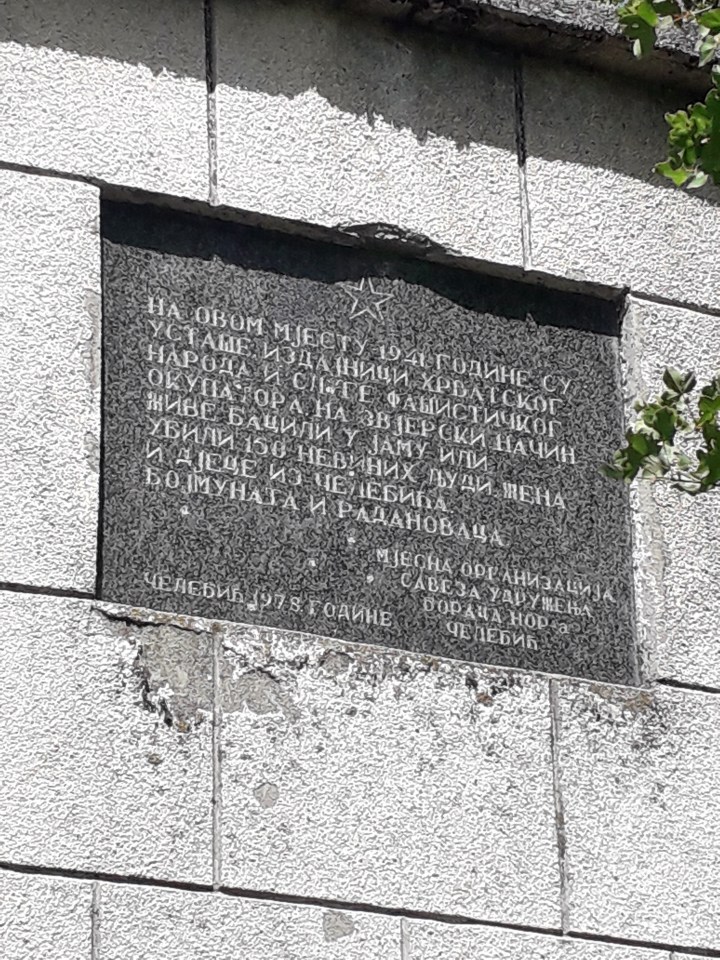 НА ОВОМ МЈЕСТУ 1941. ГОДИНЕ СУ
УСТАШЕ, ИЗДАЈНИЦИ ХРВАТСКОГ
НАРОДА И СЛУГЕ ФАШИСТИЧКОГ
ОКУПАТОРА НА ЗВЈЕРСКИ НАЧИН
ЖИВЕ БАЦИЛИ У ЈАМУ ИЛИ
УБИЛИ 150 НЕВИНИХ ЉУДИ, ЖЕНА
И ДЈЕЦЕ ИЗ ЧЕЛЕБИЋА,
БОЈМУНАТА И РАДАНОВАЦА.
МЈЕСНА ОРГАНИЗАЦИЈА
САВЕЗА УДРУЖЕЊА
БОРАЦА НОР-а
ЧЕЛЕБИЋ
ЧЕЛЕБИЋ, 1978. ГОДИНЕ